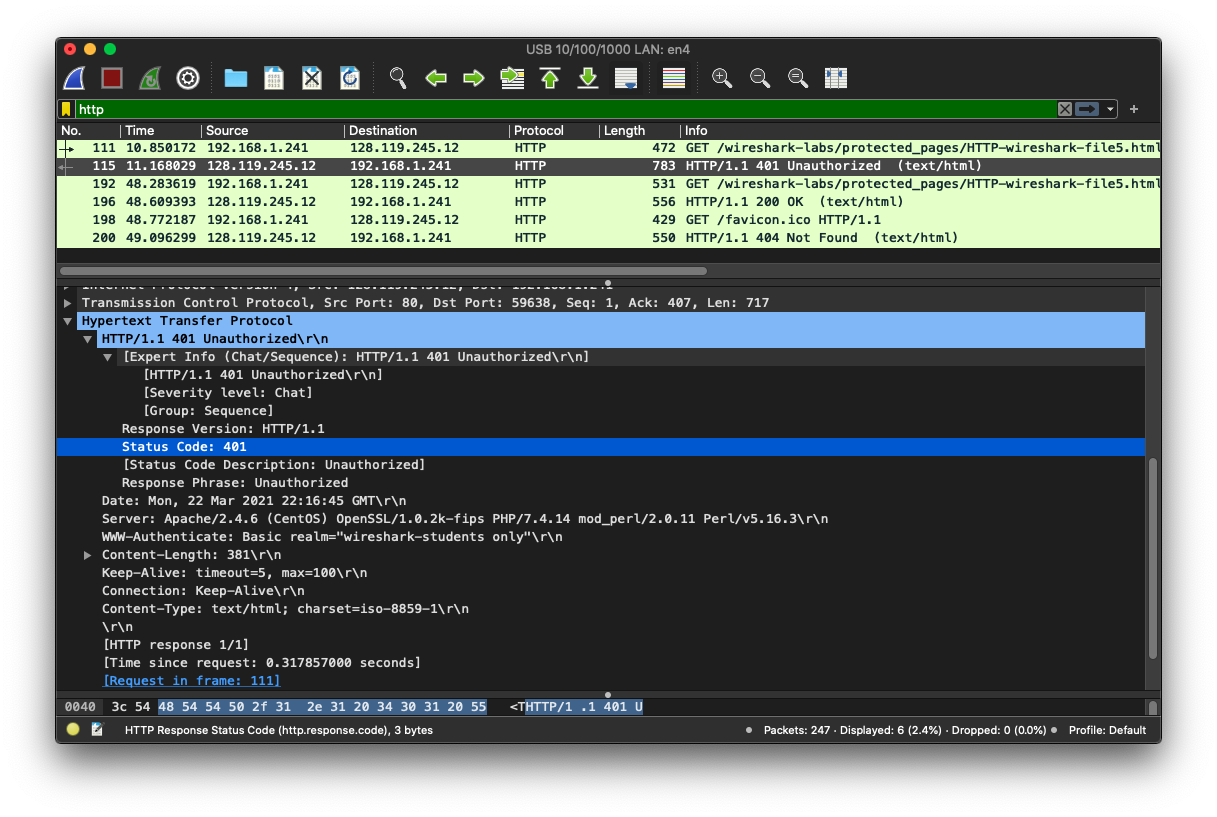 USB 10/100/1000 LAN: en4
http
No. Time Source Destination Protocol Length Info
111 10.850172 192.168.1.241 128.119.245.12 HTTP 472 GET /wireshark-labs/protected_pages/HTTP-wireshark-file5.html
115 11.168029 128.119.245.12 192.168.1.241 HTTP 783 HTTP/1.1 401 Unauthorized (text/html)
192 48.283619 192.168.1.241 128.119.245.12 HTTP 531 GET /wireshark-labs/protected_pages/HTTP-wireshark-file5.html
196 48.609393 128.119.245.12 192.168.1.241 HTTP 556 HTTP/1.1 200 OK (text/html)
198 48.772187 192.168.1.241 128.119.245.12 HTTP 429 GET /favicon.ico HTTP/1.1
200 49.096299 128.119.245.12 192.168.1.241 HTTP 550 HTTP/1.1 404 Not Found (text/html)
Internet Protocol Version 4, Src: 128.119.245.12, Dst: 192.168.1.241
Transmission Control Protocol, Src Port: 80, Dst Port: 59638, Seq: 1, Ack: 407, Len: 717
Hypertext Transfer Protocol
HTTP/1.1 401 Unauthorized\r\n
[Expert Info (Chat/Sequence): HTTP/1.1 401 Unauthorized\r\n]
[HTTP/1.1 401 Unauthorized\r\n]
[Severity level: Chat]
[Group: Sequence]
Response Version: HTTP/1.1
Status Code: 401
[Status Code Description: Unauthorized]
Response Phrase: Unauthorized
Date: Mon, 22 Mar 2021 22:16:45 GMT\r\n
Server: Apache/2.4.6 (CentOS) OpenSSL/1.0.2k-fips PHP/7.4.14 mod_perl/2.0.11 Perl/v5.16.3\r\n
WWW-Authenticate: Basic realm="wireshark-students only"\r\n
Content-Length: 381\r\n
Keep-Alive: timeout=5, max=100\r\n
Connection: Keep-Alive\r\n
Content-Type: text/html; charset=iso-8859-1\r\n
\r\n
[HTTP response 1/1]
[Time since request: 0.317857000 seconds]
[Request in frame: 111]
0040 3c 54 48 54 54 50 2f 31 2e 31 20 34 30 31 20 55 <THTTP/1 .1 401 U
HTTP Response Status Code (http.response.code), 3 bytes Packets: 247 · Displayed: 6 (2.4%) · Dropped: 0 (0.0%) Profile: Default